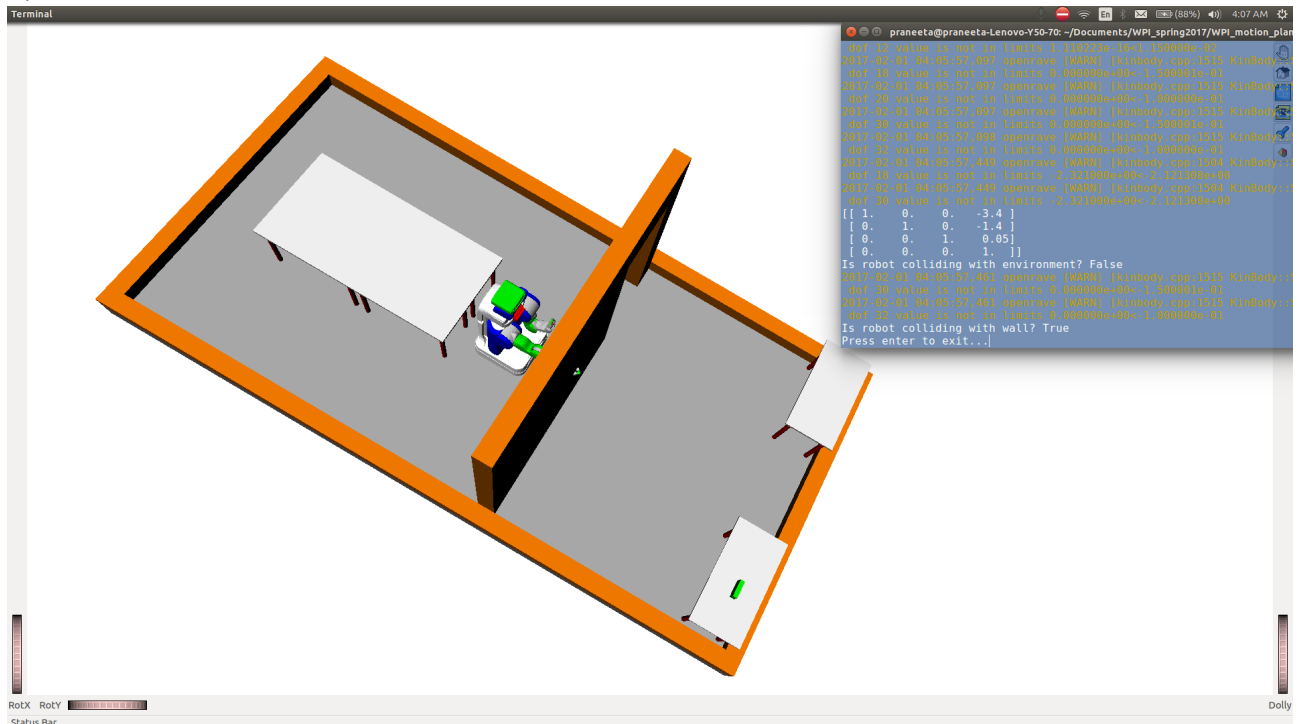 Terminal
En (88%) 4:07 AM
praneeta@praneeta-Lenovo-Y50-70: ~/Documents/WPI_spring2017/WPI_motion_plan
dof 12 value is not in limits 1.110223e-16<1.150000e-02
2017-02-01 04:05:57,097 openrave [WARN] [kinbody.cpp:1515 KinBody::
dof 18 value is not in limits 0.000000e+00<-1.500001e-01
2017-02-01 04:05:57,097 openrave [WARN] [kinbody.cpp:1515 KinBody::
dof 20 value is not in limits 0.000000e+00<-1.000000e-01
2017-02-01 04:05:57,097 openrave [WARN] [kinbody.cpp:1515 KinBody::
dof 30 value is not in limits 0.000000e+00<-1.500001e-01
2017-02-01 04:05:57,098 openrave [WARN] [kinbody.cpp:1515 KinBody::
dof 32 value is not in limits 0.000000e+00<-1.000000e-01
2017-02-01 04:05:57,449 openrave [WARN] [kinbody.cpp:1504 KinBody::
dof 18 value is not in limits -2.321000e+00<-2.121300e+00
2017-02-01 04:05:57,449 openrave [WARN] [kinbody.cpp:1504 KinBody::
dof 30 value is not in limits -2.321000e+00<-2.121300e+00
[[ 1. 0. 0. -3.4 ]
[ 0. 1. 0. -1.4 ]
[ 0. 0. 1. 0.05]
[ 0. 0. 0. 1. ]]
Is robot colliding with environment? False
2017-02-01 04:05:57,461 openrave [WARN] [kinbody.cpp:1515 KinBody::
dof 30 value is not in limits 0.000000e+00<-1.500001e-01
2017-02-01 04:05:57,461 openrave [WARN] [kinbody.cpp:1515 KinBody::
dof 32 value is not in limits 0.000000e+00<-1.000000e-01
Is robot colliding with wall? True
Press enter to exit...
RotX RotY Dolly
Status Bar